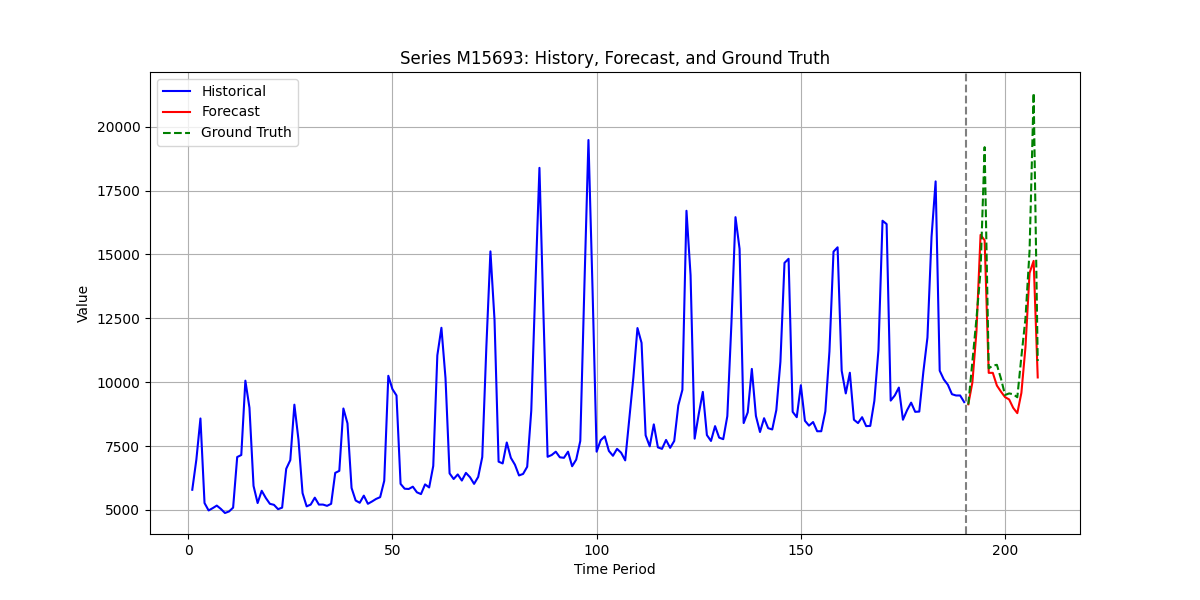 Series M15693: History, Forecast, and Ground Truth
Historical
Forecast
Ground Truth
20000
17500
15000
12500
10000
7500
5000
Value
0 50 100 150 200
Time Period